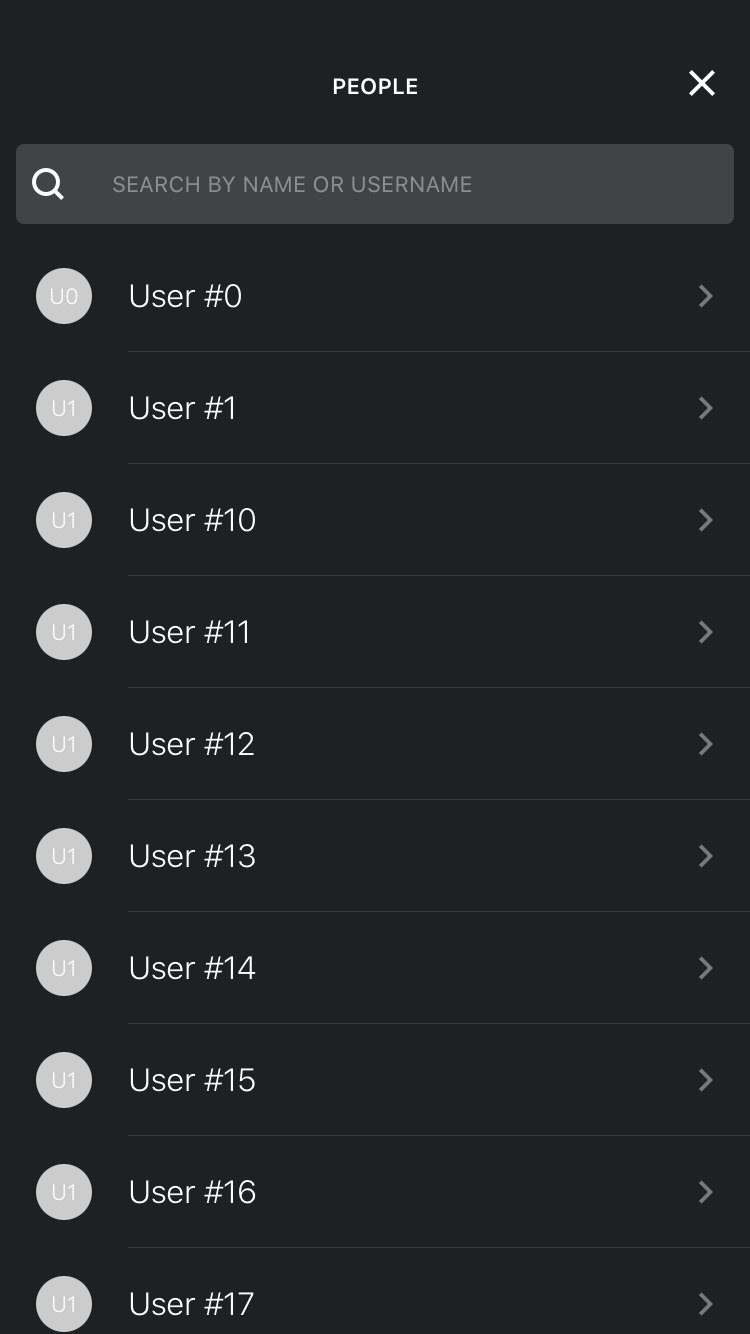 PEOPLE
SEARCH BY NAME OR USERNAME
U0 User #0
U1 User #1
U1 User #10
U1 User #11
U1 User #12
U1 User #13
U1 User #14
U1 User #15
U1 User #16
U1 User #17